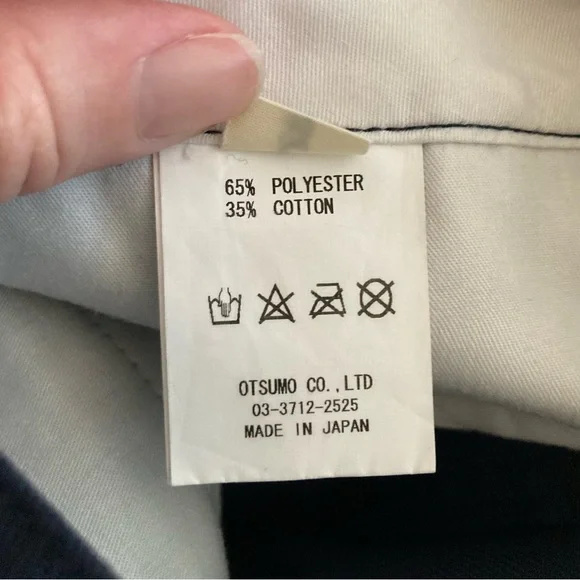 65% POLYESTER
35% COTTON
OTSUMO CO.,LTD
03-3712-2525
MADE IN JAPAN